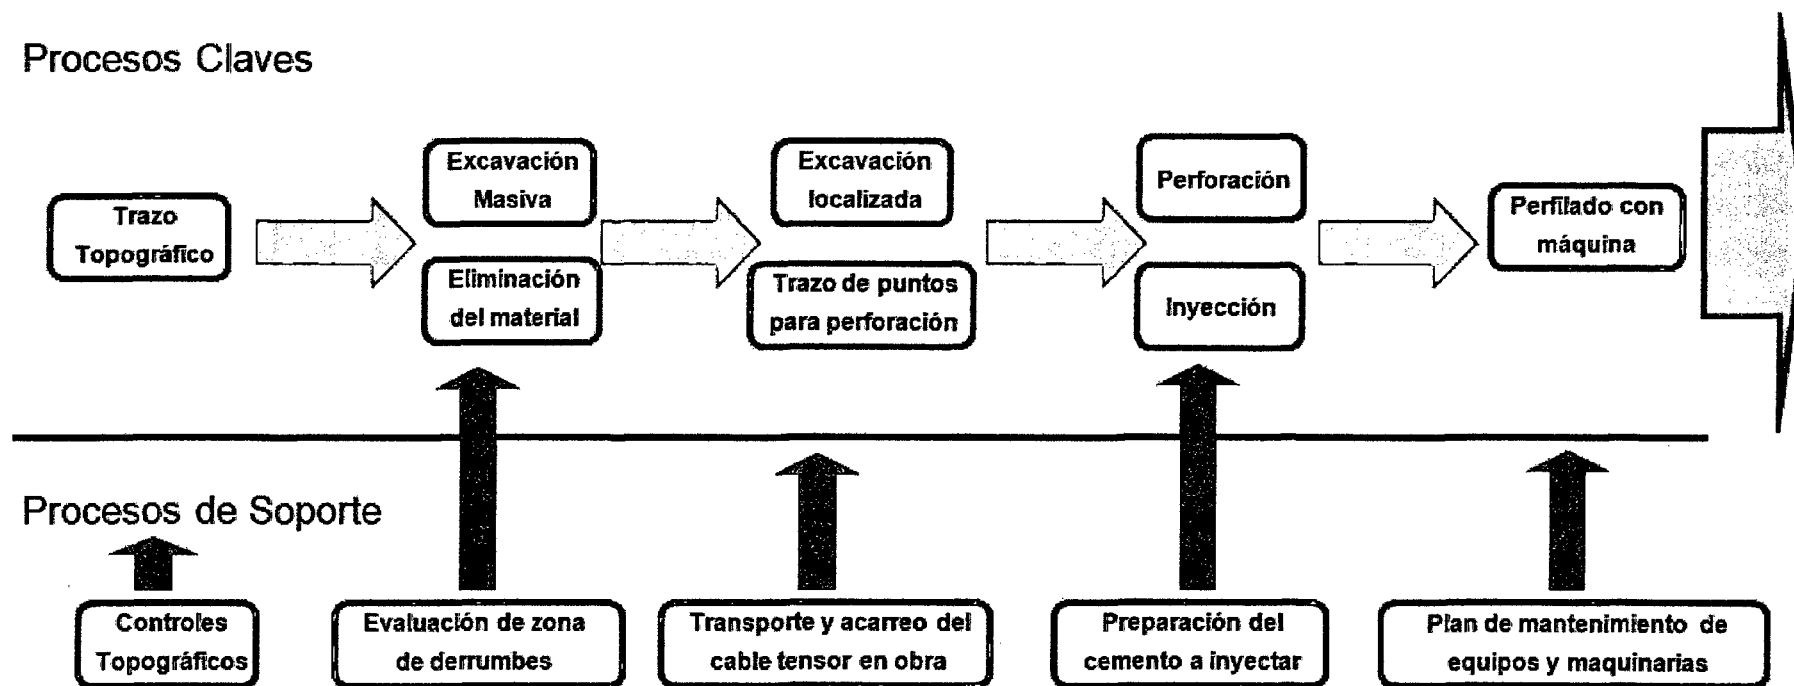 Procesos Claves
Trazo
Topográfico
Excavación
Masiva
Eliminación
del material
Excavación
localizada
Trazo de puntos
para perforación
Perforación
Inyección
Perfilado con
máquina
Procesos de Soporte
Controles
Topográficos
Evaluación de zona
de derrumbes
Transporte y acarreo del
cable tensor en obra
Preparación del
cemento a inyectar
Plan de mantenimiento de
equipos y maquinarias